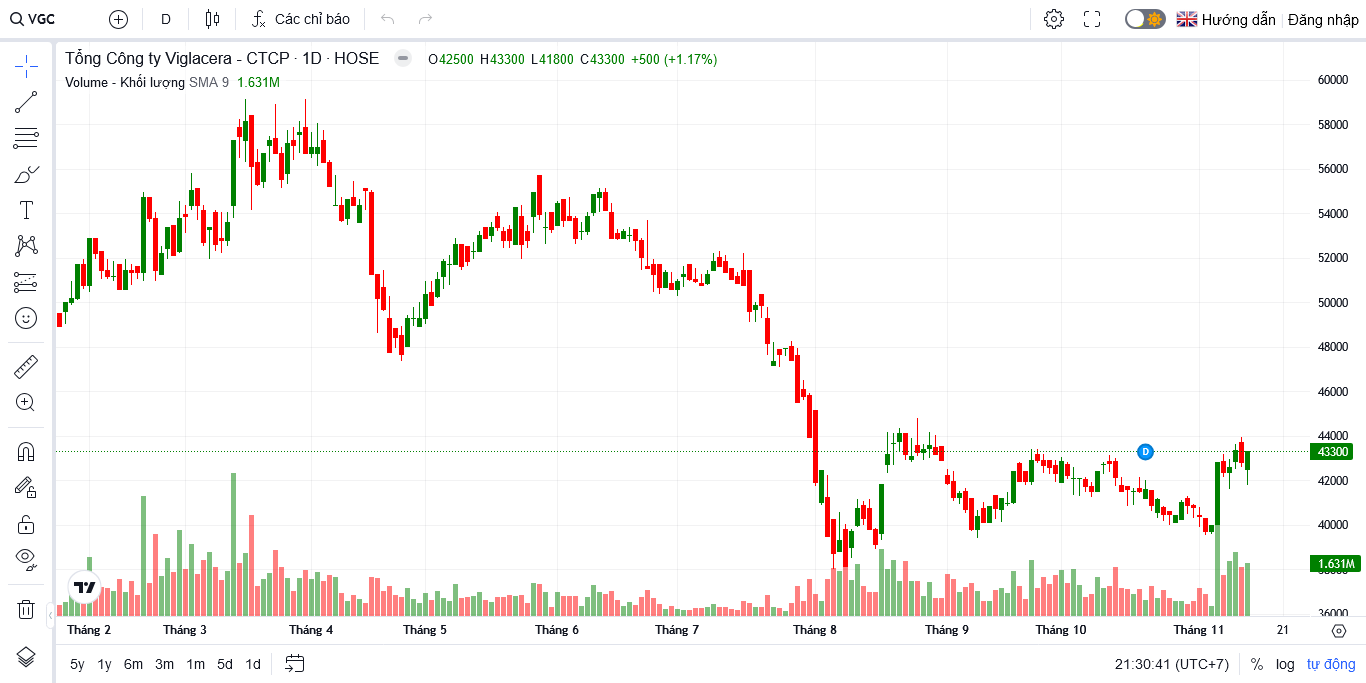 VGC D Các chỉ báo Hướng dẫn Đăng nhập
Tổng Công ty Viglacera - CTCP · 1D · HOSE O42500 H43300 L41800 C43300 +500 (+1.17%)
Volume - Khối lượng SMA 9 1.631M
60000
58000
56000
54000
52000
50000
48000
46000
44000
43300
D
42000
40000
1.631M
36000
Tháng 2 Tháng 3 Tháng 4 Tháng 5 Tháng 6 Tháng 7 Tháng 8 Tháng 9 Tháng 10 Tháng 11 21
5y 1y 6m 3m 1m 5d 1d 21:30:41 (UTC+7) % log tự động